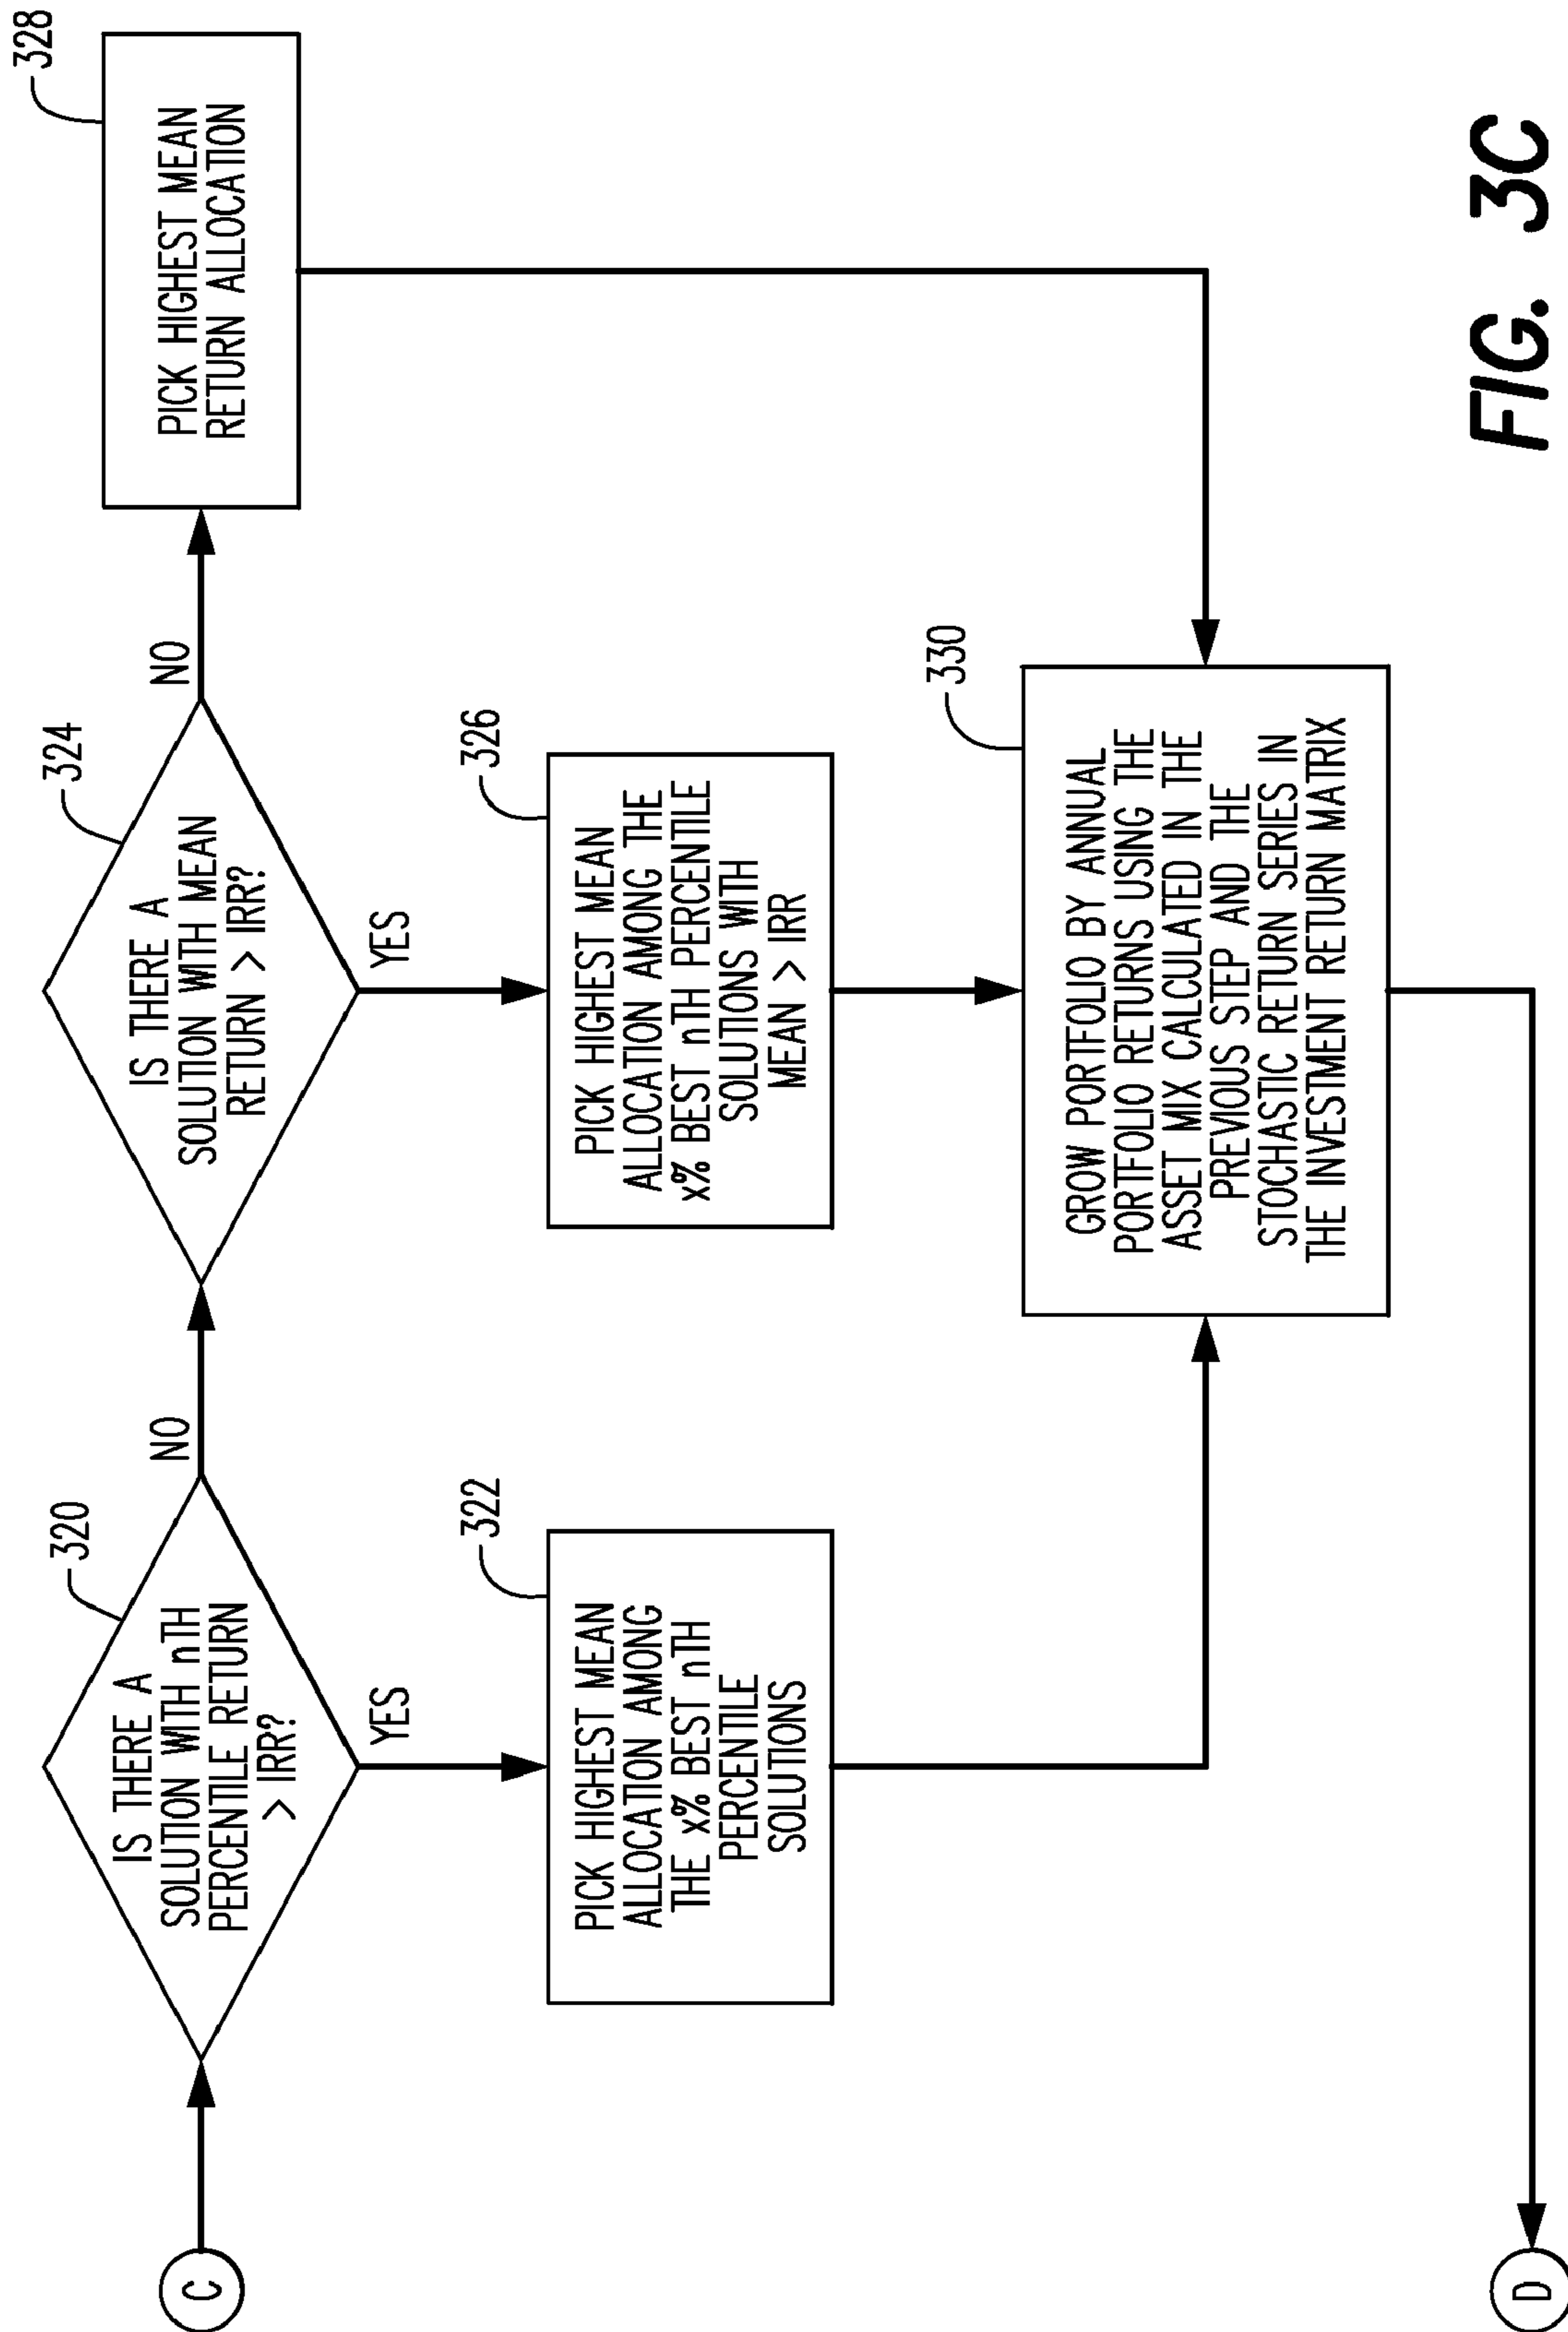 C
320
IS THERE A
SOLUTION WITH nTH
PERCENTILE RETURN
> IRR?
NO
YES
322
PICK HIGHEST MEAN
ALLOCATION AMONG
THE x% BEST nTH
PERCENTILE
SOLUTIONS
324
IS THERE A
SOLUTION WITH MEAN
RETURN > IRR?
NO
YES
326
PICK HIGHEST MEAN
ALLOCATION AMONG THE
x% BEST nTH PERCENTILE
SOLUTIONS WITH
MEAN > IRR
328
PICK HIGHEST MEAN
RETURN ALLOCATION
330
GROW PORTFOLIO BY ANNUAL
PORTFOLIO RETURNS USING THE
ASSET MIX CALCULATED IN THE
PREVIOUS STEP AND THE
STOCHASTIC RETURN SERIES IN
THE INVESTMENT RETURN MATRIX
D
FIG. 3C